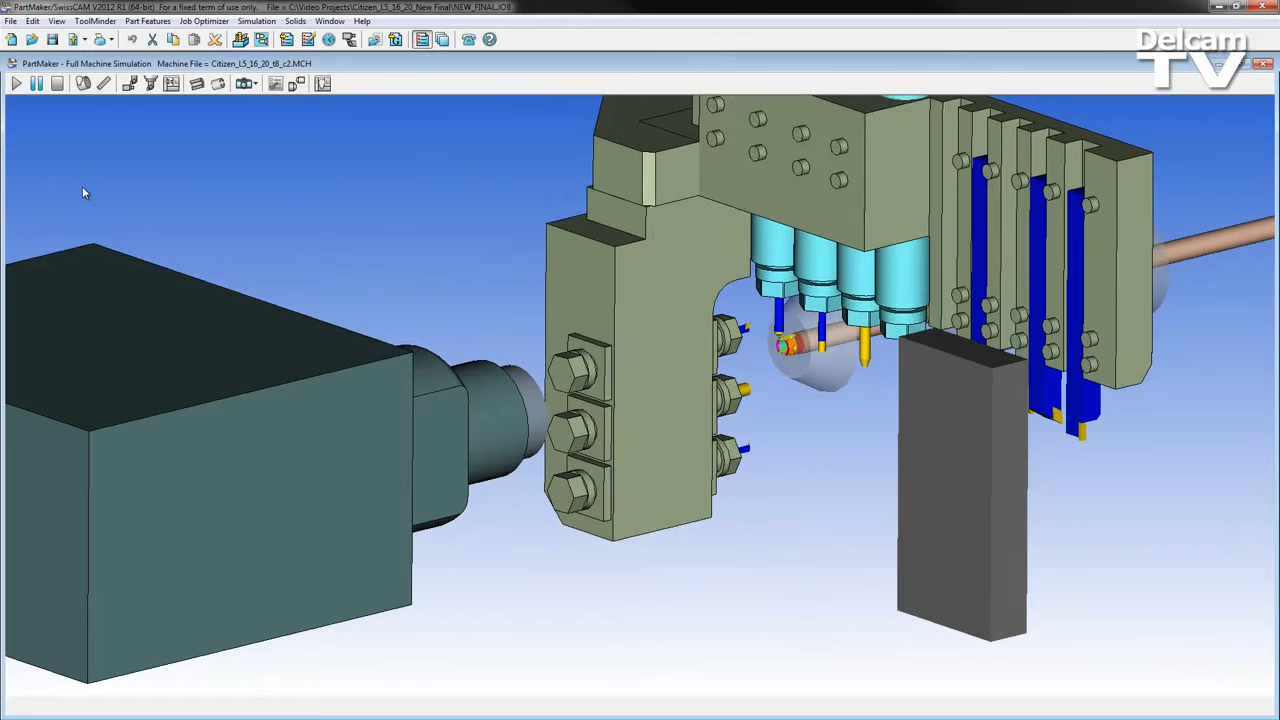 PartMaker/SwissCAM V2012 R1 (64-bit)  For a fixed term of use only.  File = C:\Video Projects\Citizen_L5_16_20_New Final\NEW_FINAL.JOB
File Edit View ToolMinder Part Features Job Optimizer Simulation Solids Window Help
Delcam
TV
PartMaker - Full Machine Simulation  Machine File = Citizen_L5_16_20_t8_c2.MCH